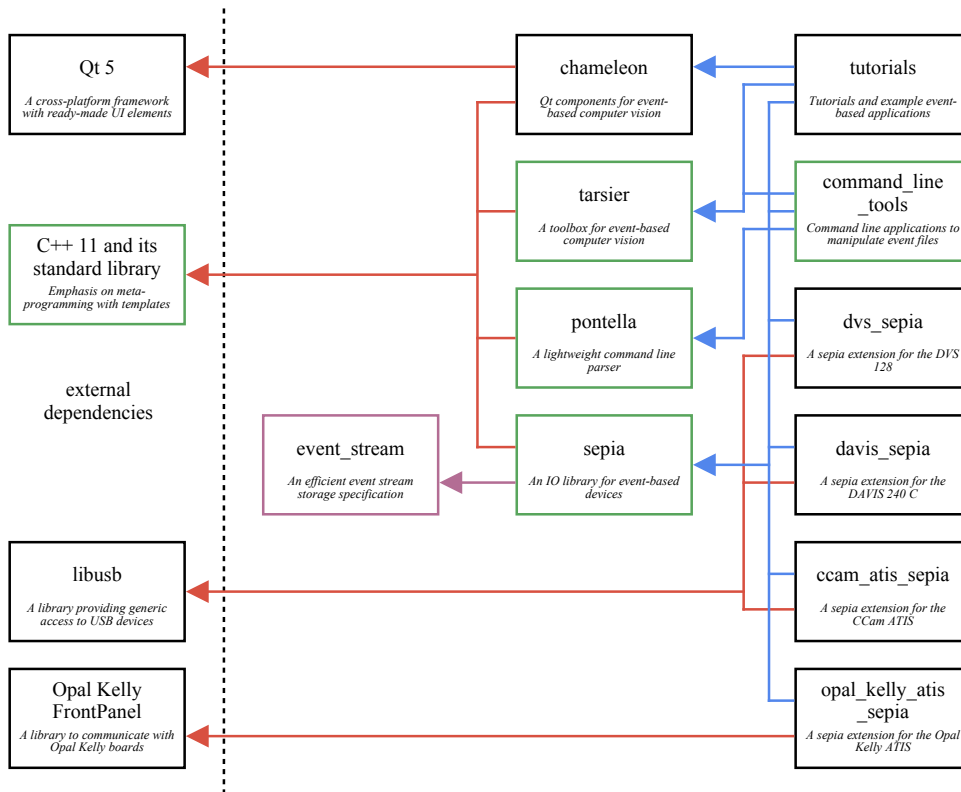 Qt 5
A cross-platform framework
with ready-made UI elements
chameleon
Qt components for event-
based computer vision
tutorials
Tutorials and example event-
based applications
tarsier
A toolbox for event-based
computer vision
command_line
_tools
Command line applications to
manipulate event files
C++ 11 and its
standard library
Emphasis on meta-
programming with templates
pontella
A lightweight command line
parser
dvs_sepia
A sepia extension for the DVS
128
external
dependencies
event_stream
An efficient event stream
storage specification
sepia
An IO library for event-based
devices
davis_sepia
A sepia extension for the
DAVIS 240 C
libusb
A library providing generic
access to USB devices
ccam_atis_sepia
A sepia extension for the
CCam ATIS
Opal Kelly
FrontPanel
A library to communicate with
Opal Kelly boards
opal_kelly_atis
_sepia
A sepia extension for the Opal
Kelly ATIS